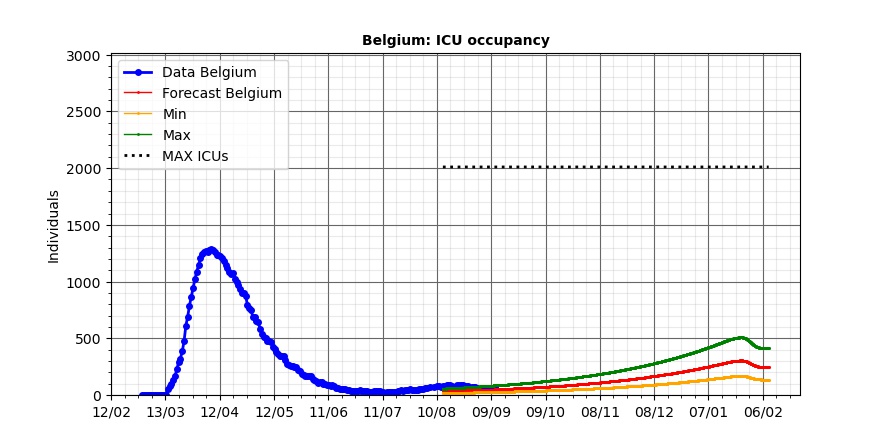 Belgium: ICU occupancy
3000
2500
2000
1500
1000
500
0
Individuals
Data Belgium
Forecast Belgium
Min
Max
MAX ICUs
12/02 13/03 12/04 12/05 11/06 11/07 10/08 09/09 09/10 08/11 08/12 07/01 06/02